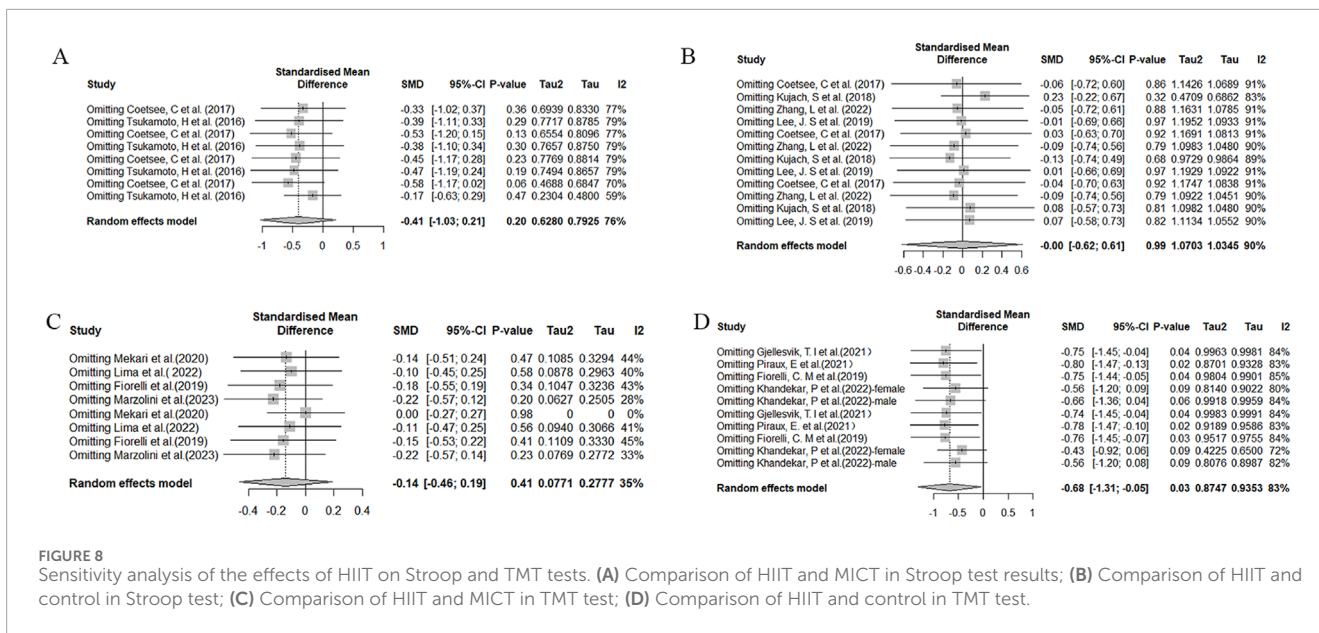 A
Standardised Mean
Study Difference SMD 95%-CI P-value Tau2 Tau I2
Omitting Coetsee, C et al. (2017) -0.33 [-1.02; 0.37] 0.36 0.6939 0.8330 77%
Omitting Tsukamoto, H et al. (2016) -0.39 [-1.11; 0.33] 0.29 0.7717 0.8785 79%
Omitting Coetsee, C et al. (2017) -0.53 [-1.20; 0.15] 0.13 0.6554 0.8096 77%
Omitting Tsukamoto, H et al. (2016) -0.38 [-1.10; 0.34] 0.30 0.7657 0.8750 79%
Omitting Coetsee, C et al. (2017) -0.45 [-1.17; 0.28] 0.23 0.7769 0.8814 79%
Omitting Tsukamoto, H et al. (2016) -0.47 [-1.19; 0.24] 0.19 0.7494 0.8657 79%
Omitting Coetsee, C et al. (2017) -0.58 [-1.17; 0.02] 0.06 0.4688 0.6847 70%
Omitting Tsukamoto, H et al. (2016) -0.17 [-0.63; 0.29] 0.47 0.2304 0.4800 59%
Random effects model -0.41 [-1.03; 0.21] 0.20 0.6280 0.7925 76%
-1 -0.5 0 0.5 1
B
Standardised Mean
Study Difference SMD 95%-CI P-value Tau2 Tau I2
Omitting Coetsee, C et al. (2017) -0.06 [-0.72; 0.60] 0.86 1.1426 1.0689 91%
Omitting Kujach, S et al. (2018) 0.23 [-0.22; 0.67] 0.32 0.4709 0.6862 83%
Omitting Zhang, L et al. (2022) -0.05 [-0.72; 0.61] 0.88 1.1631 1.0785 91%
Omitting Lee, J. S et al. (2019) -0.01 [-0.69; 0.66] 0.97 1.1952 1.0933 91%
Omitting Coetsee, C et al. (2017) 0.03 [-0.63; 0.70] 0.92 1.1691 1.0813 91%
Omitting Zhang, L et al. (2022) -0.09 [-0.74; 0.56] 0.79 1.0983 1.0480 91%
Omitting Kujach, S et al. (2018) -0.13 [-0.74; 0.49] 0.68 0.9729 0.9864 89%
Omitting Lee, J. S et al. (2019) 0.01 [-0.66; 0.69] 0.97 1.1929 1.0922 91%
Omitting Coetsee, C et al. (2017) -0.04 [-0.70; 0.63] 0.92 1.1747 1.0838 91%
Omitting Zhang, L et al. (2022) -0.09 [-0.74; 0.56] 0.79 1.0922 1.0451 90%
Omitting Kujach, S et al. (2018) 0.08 [-0.57; 0.73] 0.81 1.0982 1.0480 90%
Omitting Lee, J. S et al. (2019) 0.07 [-0.58; 0.73] 0.82 1.1134 1.0552 90%
Random effects model -0.00 [-0.62; 0.61] 0.99 1.0703 1.0345 90%
-0.6 -0.4 -0.2 0 0.2 0.4 0.6
C
Standardised Mean
Study Difference SMD 95%-CI P-value Tau2 Tau I2
Omitting Mekari et al.(2020) -0.14 [-0.51; 0.24] 0.47 0.1085 0.3294 44%
Omitting Lima et al.( 2022) -0.10 [-0.45; 0.25] 0.58 0.0878 0.2963 40%
Omitting Fiorelli et al.(2019) -0.18 [-0.55; 0.19] 0.34 0.1047 0.3236 43%
Omitting Marzolini et al.(2023) -0.22 [-0.57; 0.12] 0.20 0.0627 0.2505 28%
Omitting Mekari et al.(2020) 0.00 [-0.27; 0.27] 0.98 0 0 0%
Omitting Lima et al.(2022) -0.11 [-0.47; 0.25] 0.56 0.0940 0.3066 41%
Omitting Fiorelli et al.(2019) -0.15 [-0.53; 0.22] 0.41 0.1109 0.3330 45%
Omitting Marzolini et al.(2023) -0.22 [-0.57; 0.14] 0.23 0.0769 0.2772 33%
Random effects model -0.14 [-0.46; 0.19] 0.41 0.0771 0.2777 35%
-0.4 -0.2 0 0.2 0.4
D
Standardised Mean
Study Difference SMD 95%-CI P-value Tau2 Tau I2
Omitting Gjellesvik, T. I et al.(2021） -0.75 [-1.45; -0.04] 0.04 0.9963 0.9981 84%
Omitting Piraux, E et al.(2021） -0.80 [-1.47; -0.13] 0.02 0.8701 0.9328 82%
Omitting Fiorelli, C. M et al.(2019) -0.75 [-1.44; -0.05] 0.04 0.9804 0.9901 85%
Omitting Khandekar, P et al.(2022)-female -0.56 [-1.20; 0.09] 0.09 0.8140 0.9022 82%
Omitting Khandekar, P et al.(2022)-male -0.66 [-1.36; 0.04] 0.06 0.9918 0.9959 84%
Omitting Gjellesvik, T. I et al.(2021） -0.74 [-1.45; -0.04] 0.04 0.9983 0.9991 84%
Omitting Piraux, E. et al.(2021） -0.78 [-1.47; -0.10] 0.02 0.9189 0.9586 83%
Omitting Fiorelli, C. M et al.(2019) -0.76 [-1.45; -0.07] 0.03 0.9517 0.9755 84%
Omitting Khandekar, P et al.(2022)-female -0.43 [-0.92; 0.06] 0.09 0.4225 0.6500 72%
Omitting Khandekar, P et al.(2022)-male -0.56 [-1.20; 0.08] 0.09 0.8076 0.8987 82%
Random effects model -0.68 [-1.31; -0.05] 0.03 0.8747 0.9353 83%
-1 -0.5 0 0.5 1
FIGURE 8
Sensitivity analysis of the effects of HIIT on Stroop and TMT tests. (A) Comparison of HIIT and MICT in Stroop test results; (B) Comparison of HIIT and
control in Stroop test; (C) Comparison of HIIT and MICT in TMT test; (D) Comparison of HIIT and control in TMT test.